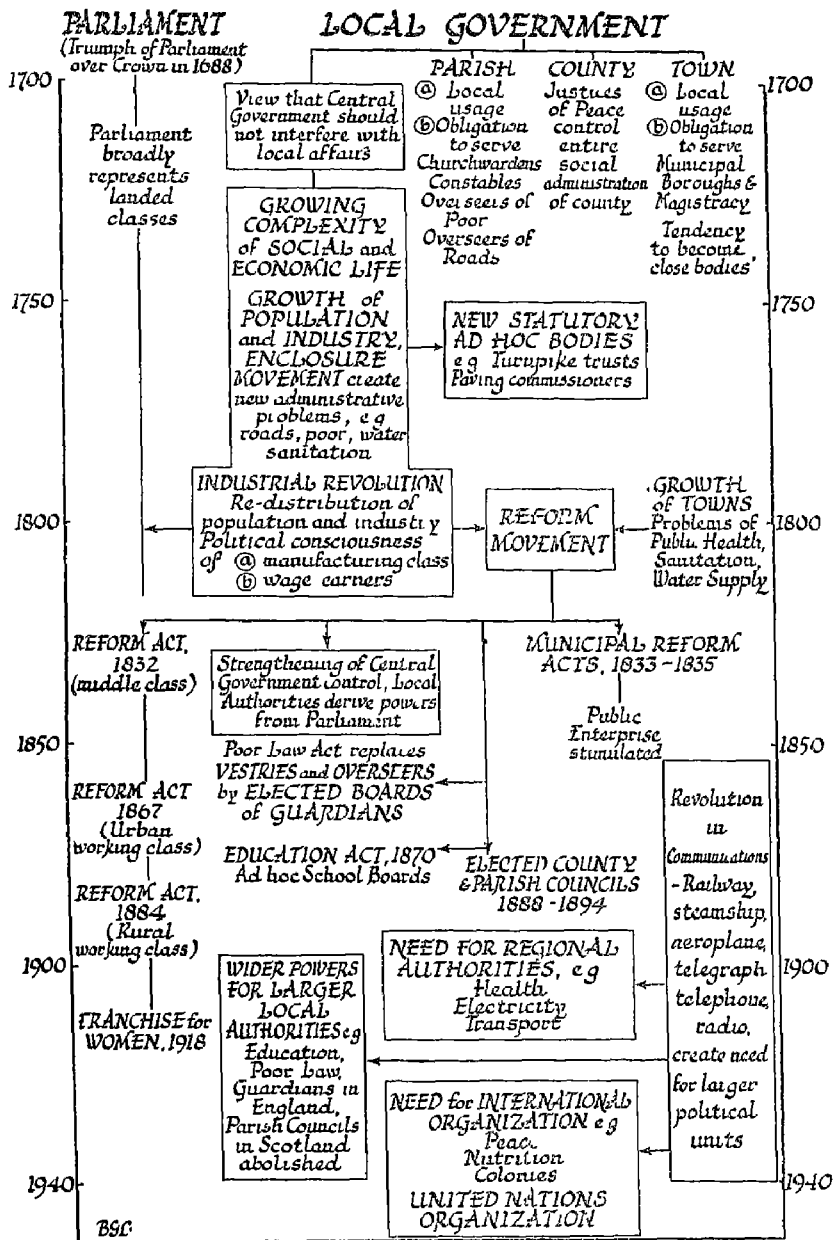 PARLIAMENT
(Triumph of Parliament
over Crown in 1688)
LOCAL GOVERNMENT
1700
Parliament
broadly
represents
landed
classes
View that Central
Government should
not interfere with
local affairs
PARISH
ⓐ Local
usage
ⓑ Obligation
to serve
Churchwardens
Constables
Overseers of
Poor
Overseers of
Roads
COUNTY
Justices
of Peace
control
entire
social
administration
of county
TOWN
ⓐ Local
usage
ⓑ Obligation
to serve
Municipal
Boroughs &
Magistracy
Tendency
to become
'close bodies'
1700
GROWING
COMPLEXITY
of SOCIAL and
ECONOMIC LIFE
GROWTH of
POPULATION
and INDUSTRY,
ENCLOSURE
MOVEMENT create
new administrative
problems, e g
roads, poor, water
sanitation
1750
NEW STATUTORY
AD HOC BODIES
e g Turnpike trusts
Paving commissioners
1750
INDUSTRIAL REVOLUTION
Re-distribution of
population and industry
Political consciousness
of ⓐ manufacturing class
ⓑ wage earners
1800
REFORM
MOVEMENT
GROWTH
of TOWNS
Problems of
Public Health,
Sanitation,
Water Supply
1800
REFORM ACT,
1832
(middle class)
Strengthening of Central
Government control, Local
Authorities derive powers
from Parliament
MUNICIPAL REFORM
ACTS, 1833-1835
Public
Enterprise
stimulated
1850
1850
Poor Law Act replaces
VESTRIES and OVERSEERS
by ELECTED BOARDS
of GUARDIANS
REFORM ACT
1867
(Urban
working class)
EDUCATION ACT, 1870
Ad hoc School Boards
ELECTED COUNTY
& PARISH COUNCILS
1888-1894
REFORM ACT,
1884
(Rural
working class)
Revolution
in
Communications
- Railway,
steamship,
aeroplane,
telegraph
telephone,
radio,
create need
for larger
political
units
1900
1900
WIDER POWERS
FOR LARGER
LOCAL
AUTHORITIES e g
Education,
Poor Law,
Guardians in
England,
Parish Councils
in Scotland
abolished
NEED FOR REGIONAL
AUTHORITIES, e g
Health
Electricity
Transport
FRANCHISE for
WOMEN, 1918
NEED for INTERNATIONAL
ORGANIZATION e g
Peace
Nutrition
Colonies
UNITED NATIONS
ORGANIZATION
1940
1940